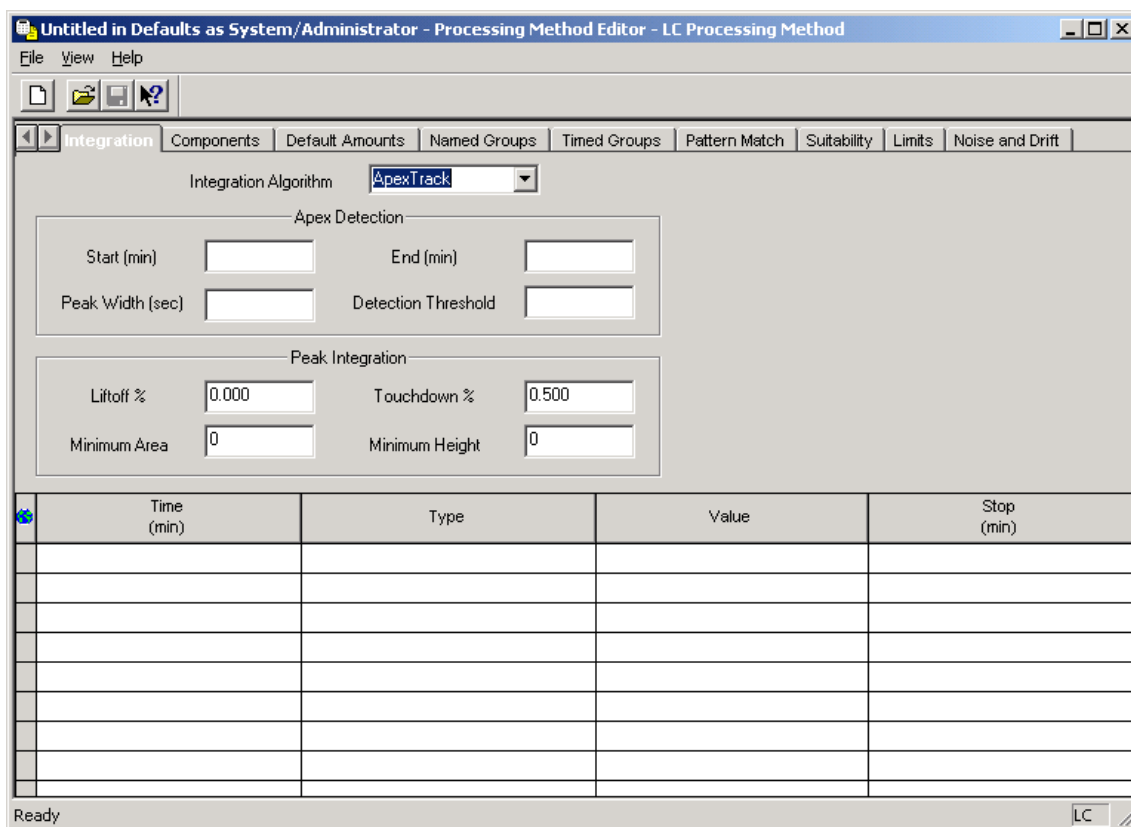 Untitled in Defaults as System/Administrator - Processing Method Editor - LC Processing Method
File View Help
Integration Components Default Amounts Named Groups Timed Groups Pattern Match Suitability Limits Noise and Drift
Integration Algorithm ApexTrack
Apex Detection
Start (min) End (min)
Peak Width (sec) Detection Threshold
Peak Integration
Liftoff % 0.000 Touchdown % 0.500
Minimum Area 0 Minimum Height 0
Time (min) Type Value Stop (min)
Ready LC